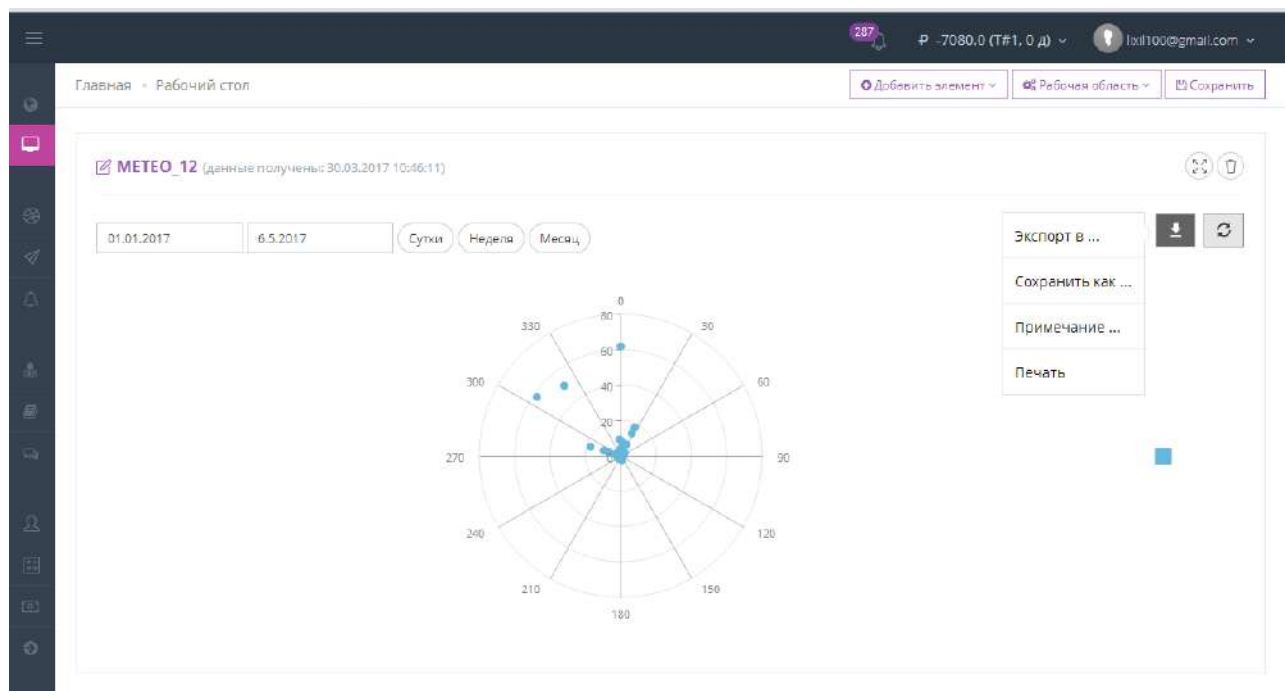 287
₽ -7080.0 (T#1, 0 д)
lixil100@gmail.com
Главная Рабочий стол
Добавить элемент
Рабочая область
Сохранить
METEO_12 (данные получены: 30.03.2017 10:46:11)
01.01.2017
6.5.2017
Сутки
Неделя
Месяц
Экспорт в ...
Сохранить как ...
Примечание ...
Печать
0
30
60
90
120
150
180
210
240
270
300
330
80
60
40
20
0